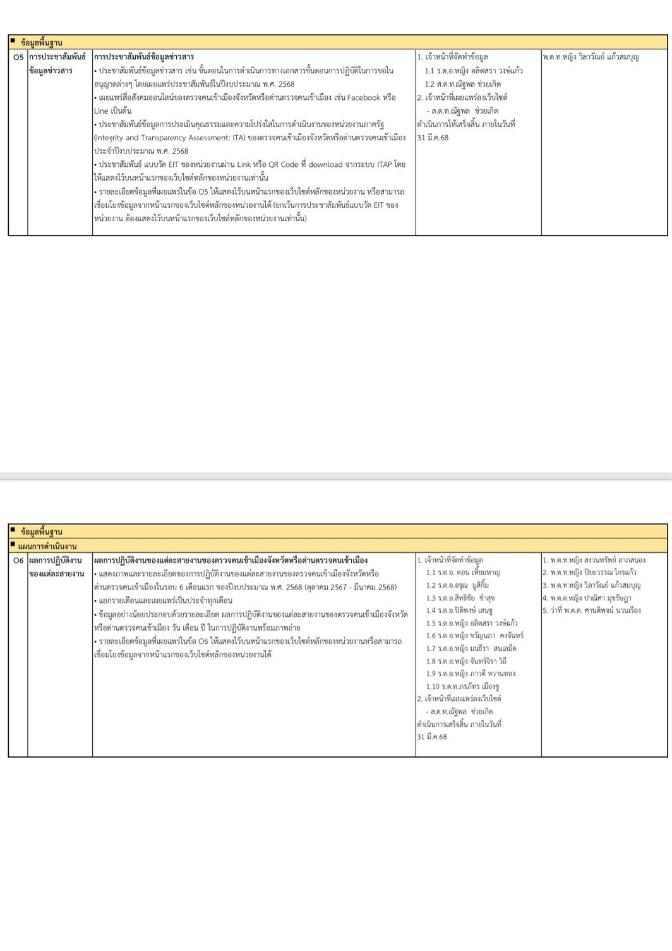 ▪ ข้อมูลพื้นฐาน
O5 การประชาสัมพันธ์ข้อมูลข่าวสาร
การประชาสัมพันธ์ข้อมูลข่าวสาร
• ประชาสัมพันธ์ข้อมูลข่าวสาร เช่น ขั้นตอนในการดำเนินการทางเอกสารขั้นตอนการปฏิบัติในการขอใน
อนุญาตต่างๆ โดยเผยแพร่ประชาสัมพันธ์ในปีงบประมาณ พ.ศ. 2568
• เผยแพร่สื่อสังคมออนไลน์ของตรวจคนเข้าเมืองจังหวัดหรือด่านตรวจคนเข้าเมือง เช่น Facebook หรือ
Line เป็นต้น
• ประชาสัมพันธ์ข้อมูลการประเมินคุณธรรมและความโปร่งใสในการดำเนินงานของหน่วยงานภาครัฐ
(Integrity and Transparency Assessment: ITA) ของตรวจคนเข้าเมืองจังหวัดหรือด่านตรวจคนเข้าเมือง
ประจำปีงบประมาณ พ.ศ. 2568
• ประชาสัมพันธ์ แบบวัด EIT ของหน่วยงานผ่าน Link หรือ QR Code ที่ download จากระบบ ITAP โดย
ให้แสดงไว้บนหน้าแรกของเว็บไซต์หลักของหน่วยงานเท่านั้น
• รายละเอียดข้อมูลที่เผยแพร่ในข้อ O5 ให้แสดงไว้บนหน้าแรกของเว็บไซต์หลักของหน่วยงาน หรือสามารถ
เชื่อมโยงข้อมูลจากหน้าแรกของเว็บไซต์หลักของหน่วยงานได้ (ยกเว้นการประชาสัมพันธ์แบบวัด EIT ของ
หน่วยงาน ต้องแสดงไว้บนหน้าแรกของเว็บไซต์หลักของหน่วยงานเท่านั้น)
1. เจ้าหน้าที่จัดทำข้อมูล
1.1 ร.ต.อ.หญิง อลิตสรา วงษ์แก้ว
1.2 ส.ต.ท.ณัฐพล ช่วยเกิด
2. เจ้าหน้าที่เผยแพร่ลงเว็บไซต์
- ส.ต.ท.ณัฐพล ช่วยเกิด
ดำเนินการให้เสร็จสิ้น ภายในวันที่
31 มี.ค.68
พ.ต.ท.หญิง วิลาวัณย์ แก้วสมบุญ
▪ ข้อมูลพื้นฐาน
▪ แผนการดำเนินงาน
O6 ผลการปฏิบัติงาน
ของแต่ละสายงาน
ผลการปฏิบัติงานของแต่ละสายงานของตรวจคนเข้าเมืองจังหวัดหรือด่านตรวจคนเข้าเมือง
• แสดงภาพและรายละเอียดของการปฏิบัติงานของแต่ละสายงานของตรวจคนเข้าเมืองจังหวัดหรือ
ด่านตรวจคนเข้าเมืองในรอบ 6 เดือนแรก ของปีงบประมาณ พ.ศ. 2568 (ตุลาคม 2567 - มีนาคม 2568)
• แยกรายเดือนและเผยแพร่เป็นประจำทุกเดือน
• ข้อมูลอย่างน้อยประกอบด้วยรายละเอียด ผลการปฏิบัติงานของแต่ละสายงานของตรวจคนเข้าเมืองจังหวัด
หรือด่านตรวจคนเข้าเมือง วัน เดือน ปี ในการปฏิบัติงานพร้อมภาพถ่าย
• รายละเอียดข้อมูลที่เผยแพร่ในข้อ O6 ให้แสดงไว้บนหน้าแรกของเว็บไซต์หลักของหน่วยงานหรือสามารถ
เชื่อมโยงข้อมูลจากหน้าแรกของเว็บไซต์หลักของหน่วยงานได้
1. เจ้าหน้าที่จัดทำข้อมูล
1.1 ร.ต.อ. คอน เที่ยมหาญ
1.2 ร.ต.อ.อรุณ มูสิกิ้ม
1.3 ร.ต.อ.สิทธิชัย ชำสุข
1.4 ร.ต.อ.ปิติพงษ์ เสนชู
1.5 ร.ต.อ.หญิง อลิตสรา วงษ์แก้ว
1.6 ร.ต.อ.หญิง ขวัญนภา คงจันทร์
1.7 ร.ต.อ.หญิง มนธีรา สนเสม็ด
1.8 ร.ต.อ.หญิง จันทร์จิรา วิถี
1.9 ร.ต.อ.หญิง ภาวดี หวานทอง
1.10 ร.ต.ท.ภรภัทร เมืองชู
2. เจ้าหน้าที่เผยแพร่ลงเว็บไซต์
- ส.ต.ท.ณัฐพล ช่วยเกิด
ดำเนินการเสร็จสิ้น ภายในวันที่
31 มี.ค.68
1. พ.ต.ท.หญิง สงวนทรัพย์ ลาภสนอง
2. พ.ต.ท.หญิง ปิยะวรรณ ไกรแก้ว
3. พ.ต.ท.หญิง วิลาวัณย์ แก้วสมบุญ
4. พ.ต.ต.หญิง ปาณิศา มุขชัษฎา
5. ว่าที่ พ.ต.ต. ศานติพจน์ นวนเรือง